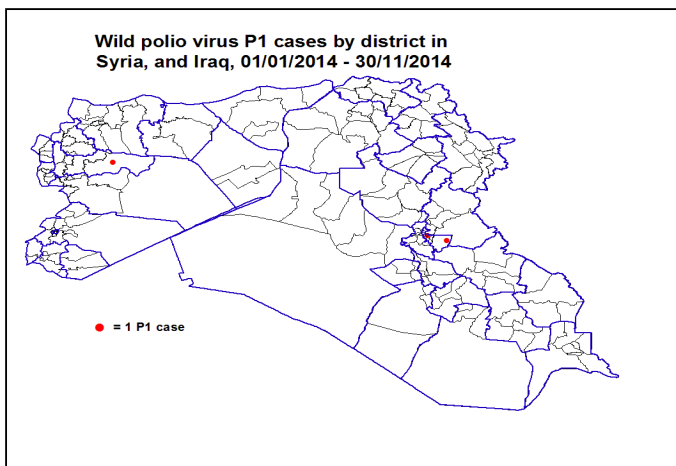 Wild polio virus P1 cases by district in
Syria, and Iraq, 01/01/2014 - 30/11/2014
= 1 P1 case